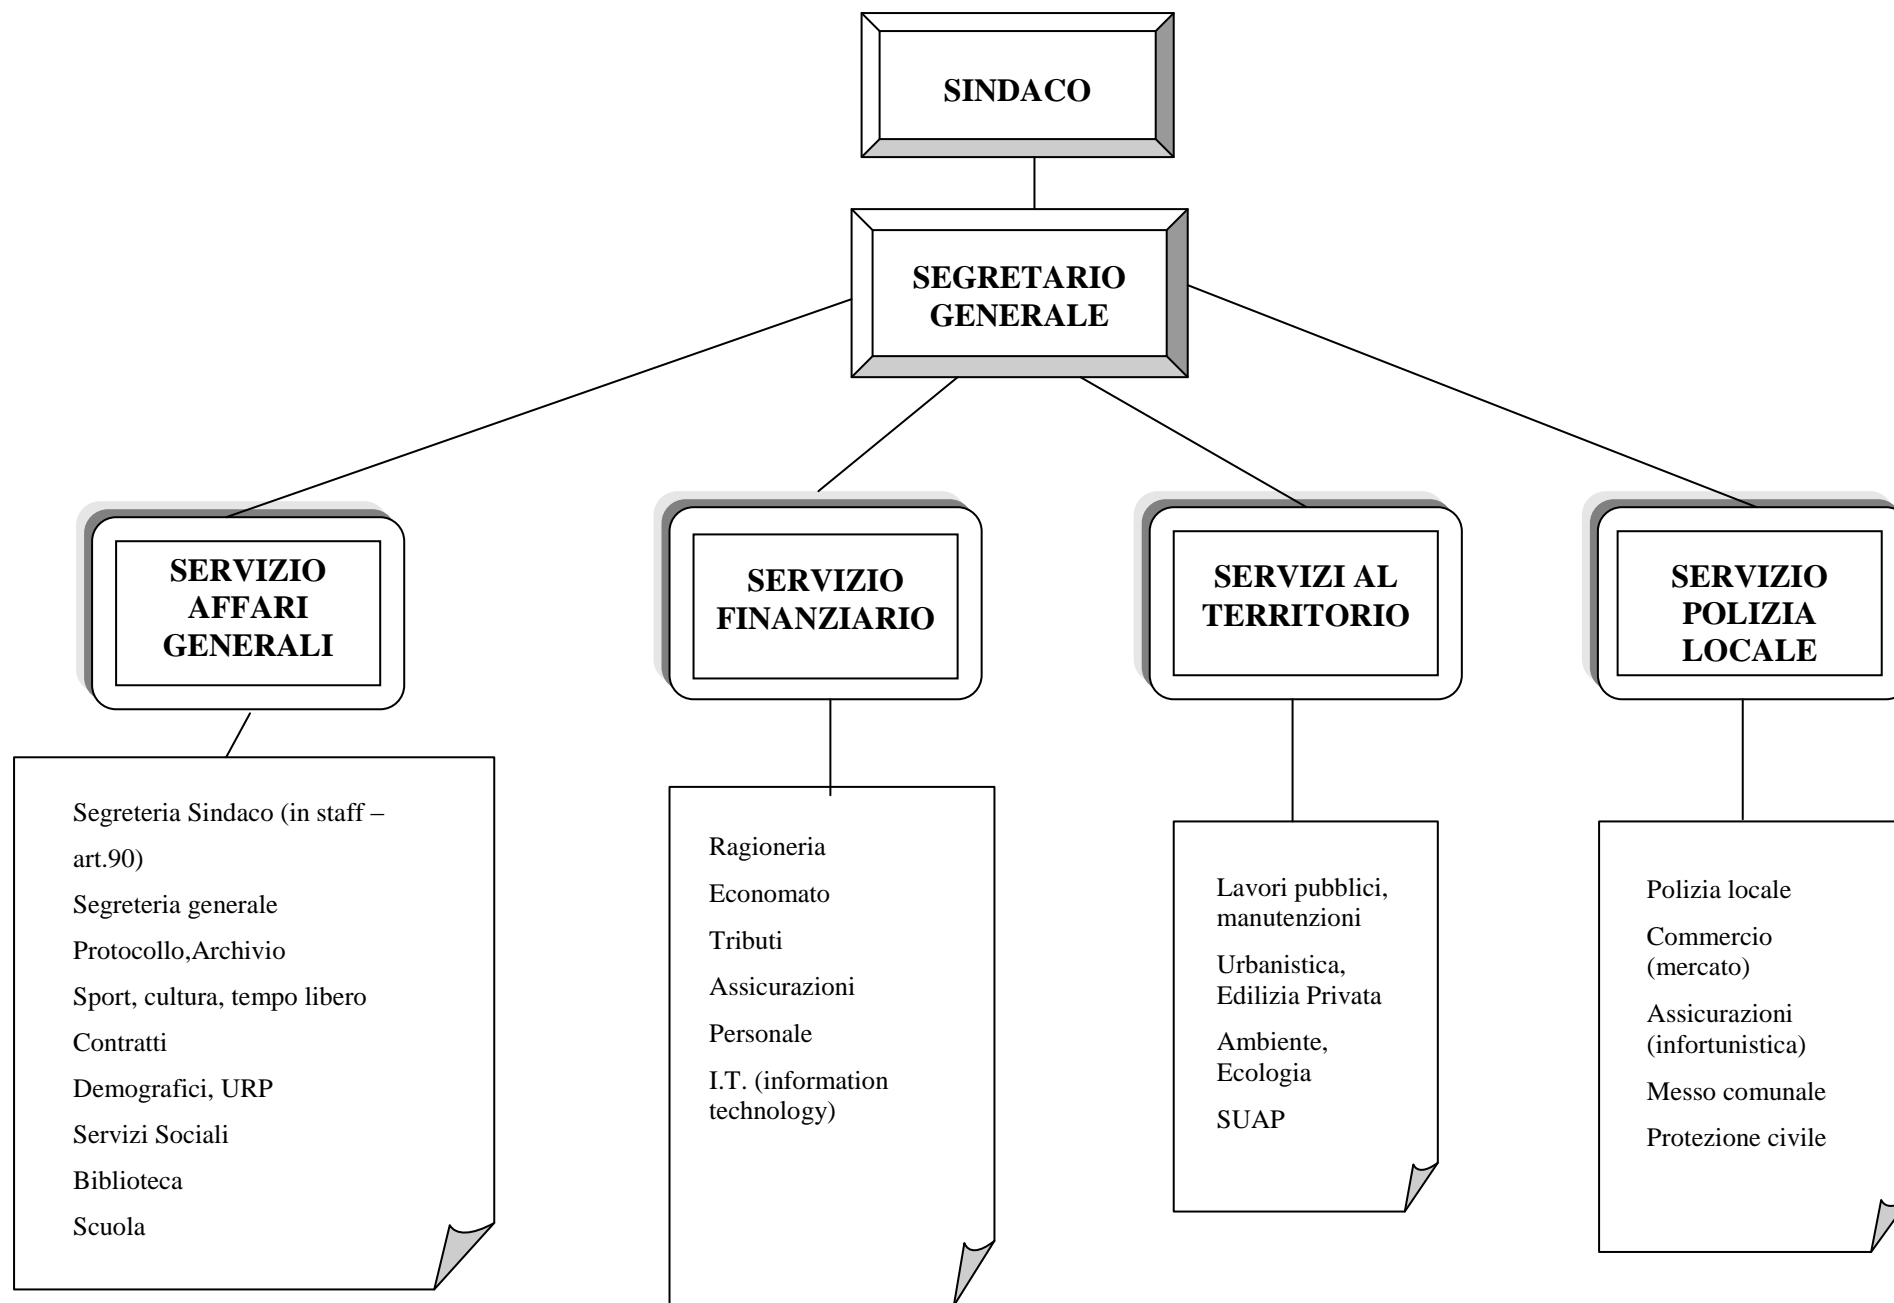 SINDACO
SEGRETARIO
GENERALE
SERVIZIO
AFFARI
GENERALI
Segreteria Sindaco (in staff –
art.90)
Segreteria generale
Protocollo,Archivio
Sport, cultura, tempo libero
Contratti
Demografici, URP
Servizi Sociali
Biblioteca
Scuola
SERVIZIO
FINANZIARIO
Ragioneria
Economato
Tributi
Assicurazioni
Personale
I.T. (information
technology)
SERVIZI AL
TERRITORIO
Lavori pubblici,
manutenzioni
Urbanistica,
Edilizia Privata
Ambiente,
Ecologia
SUAP
SERVIZIO
POLIZIA
LOCALE
Polizia locale
Commercio
(mercato)
Assicurazioni
(infortunistica)
Messo comunale
Protezione civile